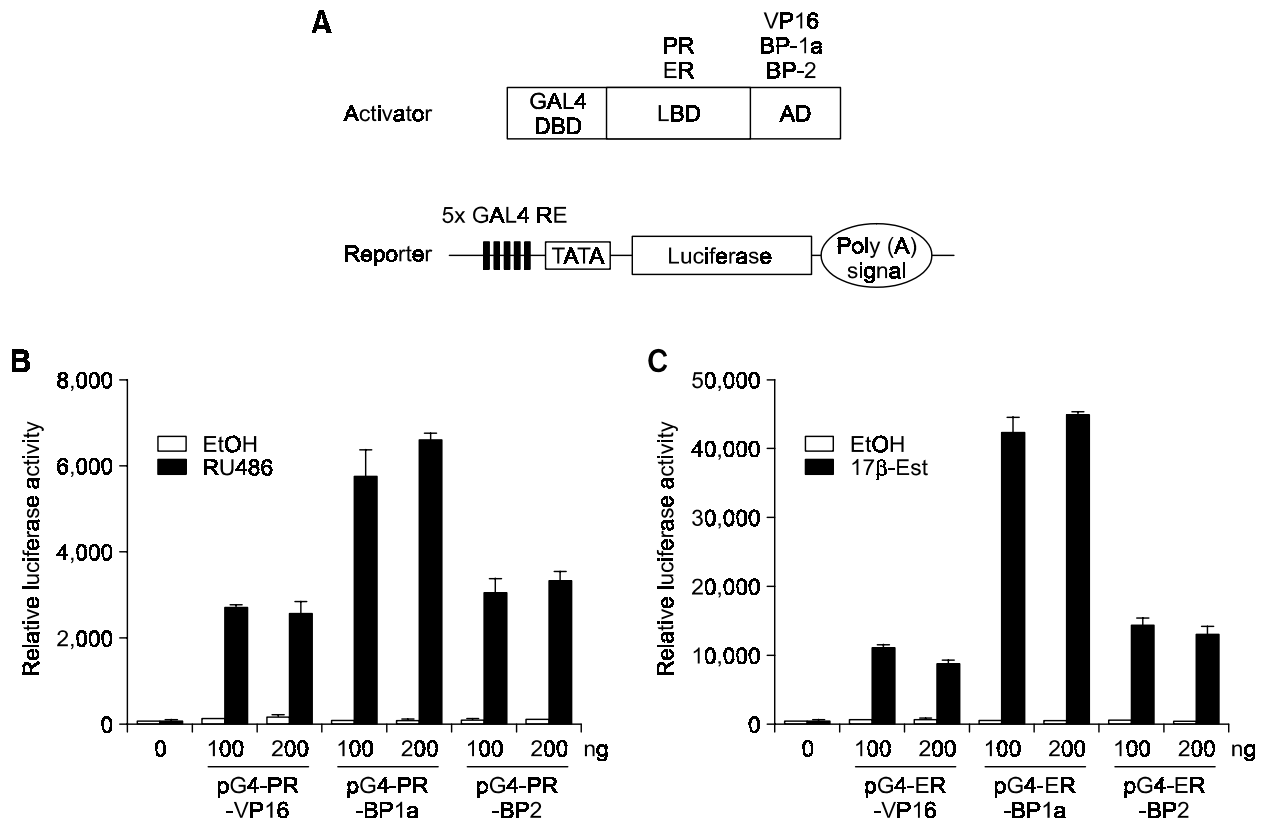 A
VP16
PR BP-1a
ER BP-2
Activator GAL4 DBD LBD AD
5x GAL4 RE
Reporter TATA Luciferase Poly (A) signal
B
Relative luciferase activity
8,000
6,000
4,000
2,000
0
EtOH
RU486
0 100 200 100 200 100 200 ng
pG4-PR pG4-PR pG4-PR
-VP16 -BP1a -BP2
C
Relative luciferase activity
50,000
40,000
30,000
20,000
10,000
0
EtOH
17β-Est
0 100 200 100 200 100 200 ng
pG4-ER pG4-ER pG4-ER
-VP16 -BP1a -BP2